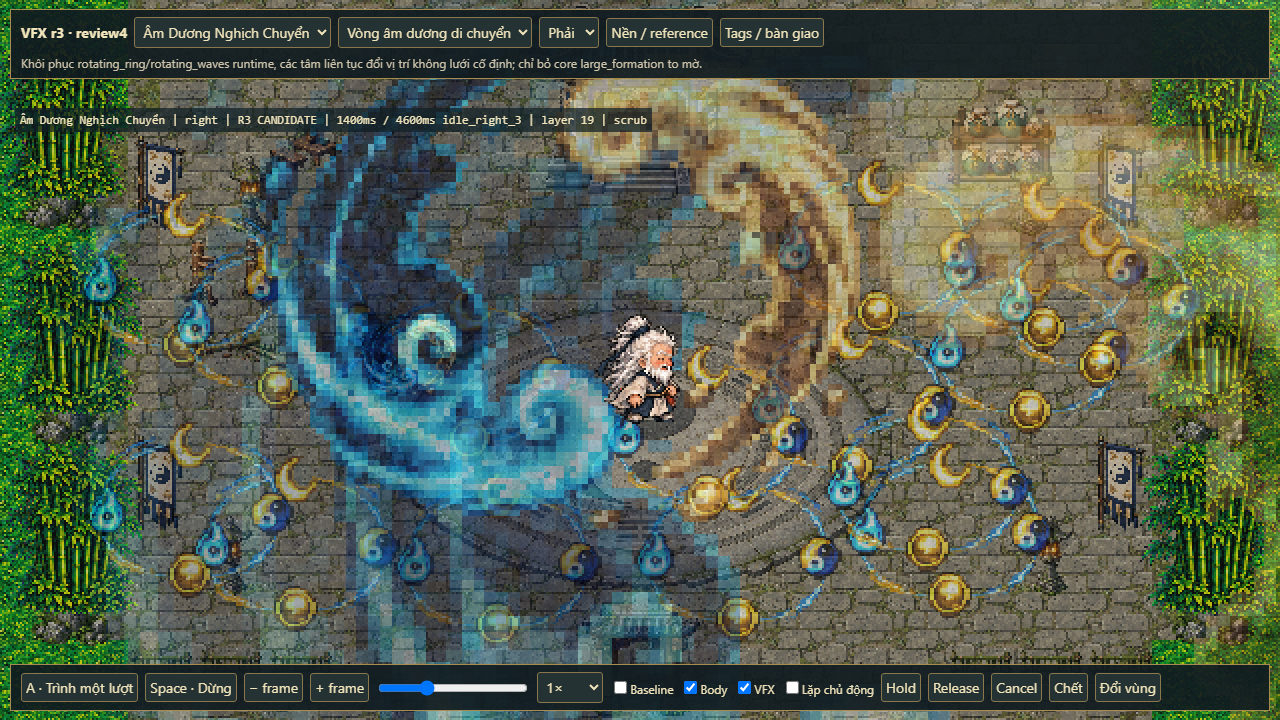 VFX r3 · review4 Âm Dương Nghịch Chuyển Vòng âm dương di chuyển Phải Nền / reference Tags / bàn giao
Khôi phục rotating_ring/rotating_waves runtime, các tâm liên tục đổi vị trí không lưới cố định; chỉ bỏ core large_formation to mờ.
Âm Dương Nghịch Chuyển | right | R3 CANDIDATE | 1400ms / 4600ms idle_right_3 | layer 19 | scrub
A · Trình một lượt Space · Dừng − frame + frame 1× Baseline Body VFX Lặp chủ động Hold Release Cancel Chết Đổi vùng